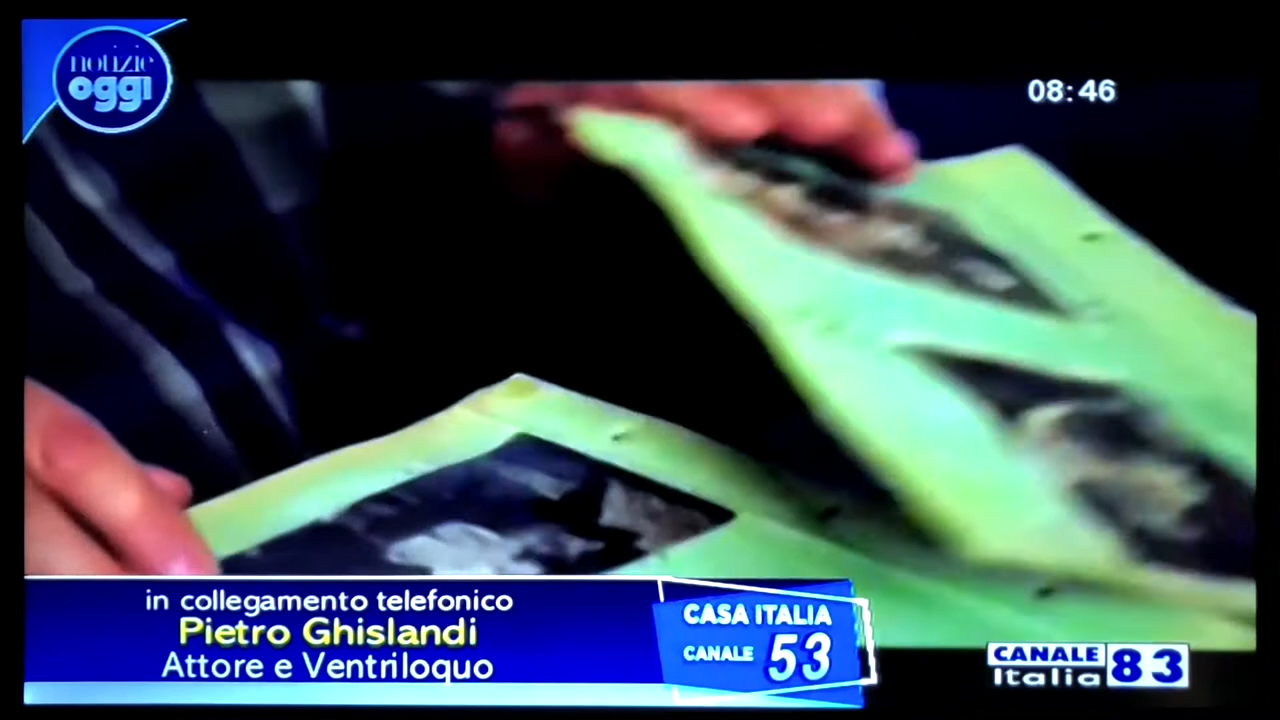 notizie
oggi
08:46
in collegamento telefonico
Pietro Ghislandi
Attore e Ventriloquo
CASA ITALIA
CANALE 53
CANALE
Italia 83